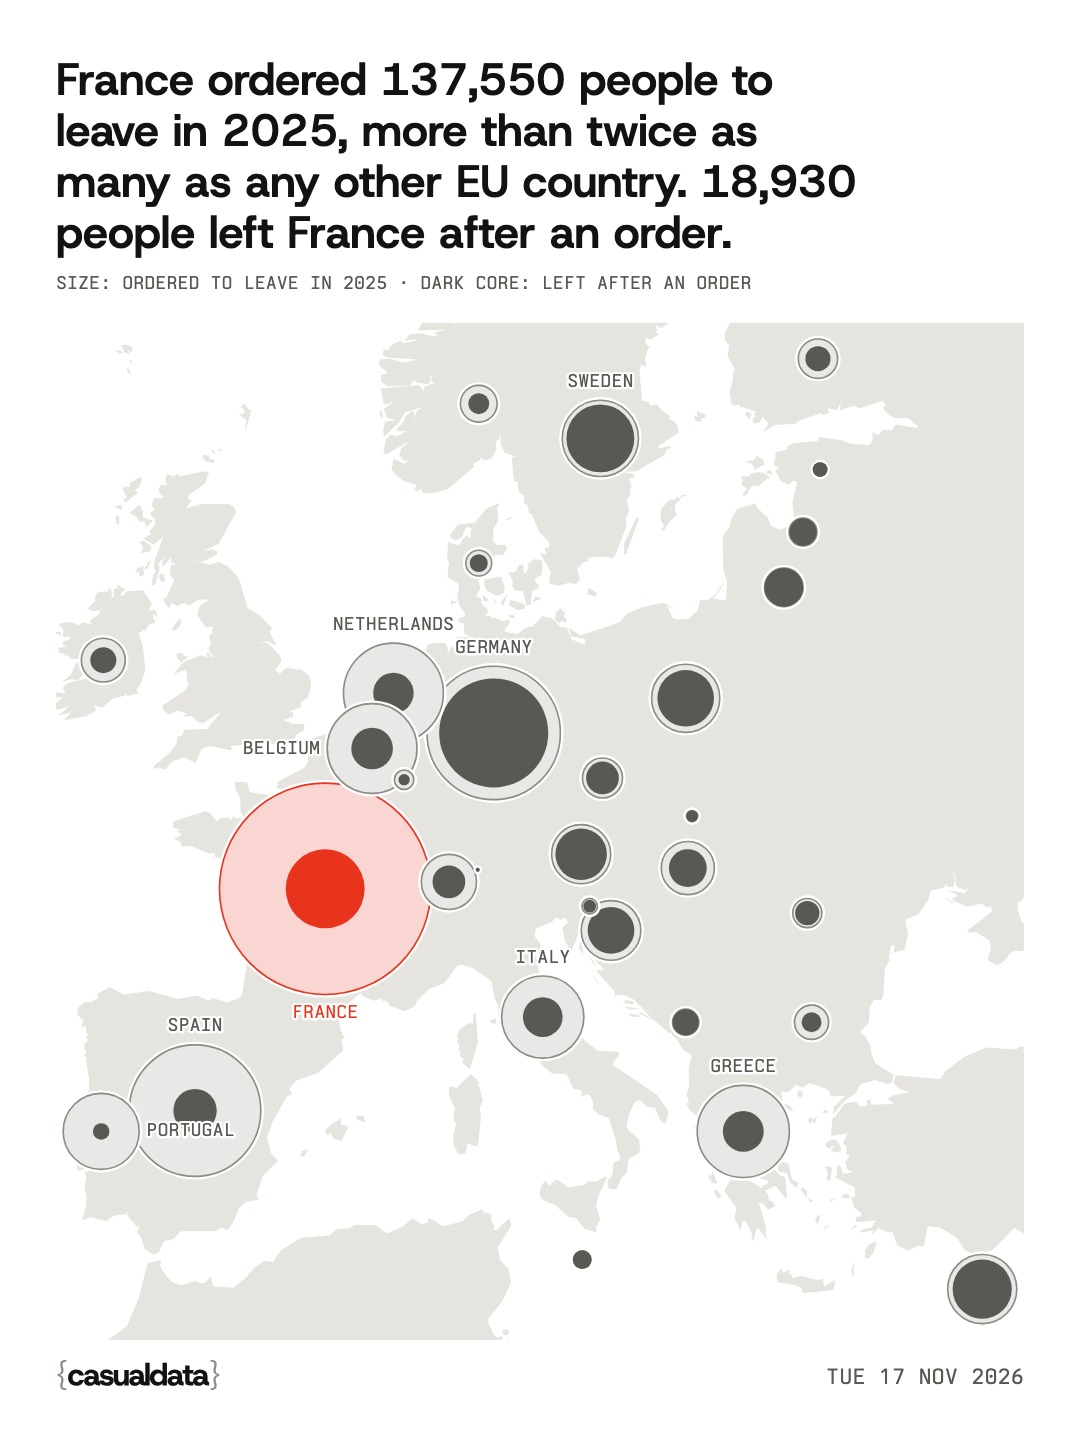 France ordered 137,550 people to
leave in 2025, more than twice as
many as any other EU country. 18,930
people left France after an order.
SIZE: ORDERED TO LEAVE IN 2025 · DARK CORE: LEFT AFTER AN ORDER
SWEDEN
NETHERLANDS
GERMANY
BELGIUM
ITALY
FRANCE
SPAIN
GREECE
PORTUGAL
{casualdata}
TUE 17 NOV 2026